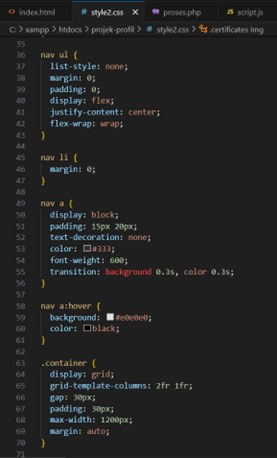 index.html
style2.css
proses.php
script.js
C: > xampp > htdocs > projek-profil > style2.css > .certificates img
35
36 nav ul {
37 list-style: none;
38 margin: 0;
39 padding: 0;
40 display: flex;
41 justify-content: center;
42 flex-wrap: wrap;
43 }
44
45 nav li {
46 margin: 0;
47 }
48
49 nav a {
50 display: block;
51 padding: 15px 20px;
52 text-decoration: none;
53 color: #333;
54 font-weight: 600;
55 transition: background 0.3s, color 0.3s;
56 }
57
58 nav a:hover {
59 background: #e0e0e0;
60 color: black;
61 }
62
63 .container {
64 display: grid;
65 grid-template-columns: 2fr 1fr;
66 gap: 30px;
67 padding: 30px;
68 max-width: 1200px;
69 margin: auto;
70 }
71